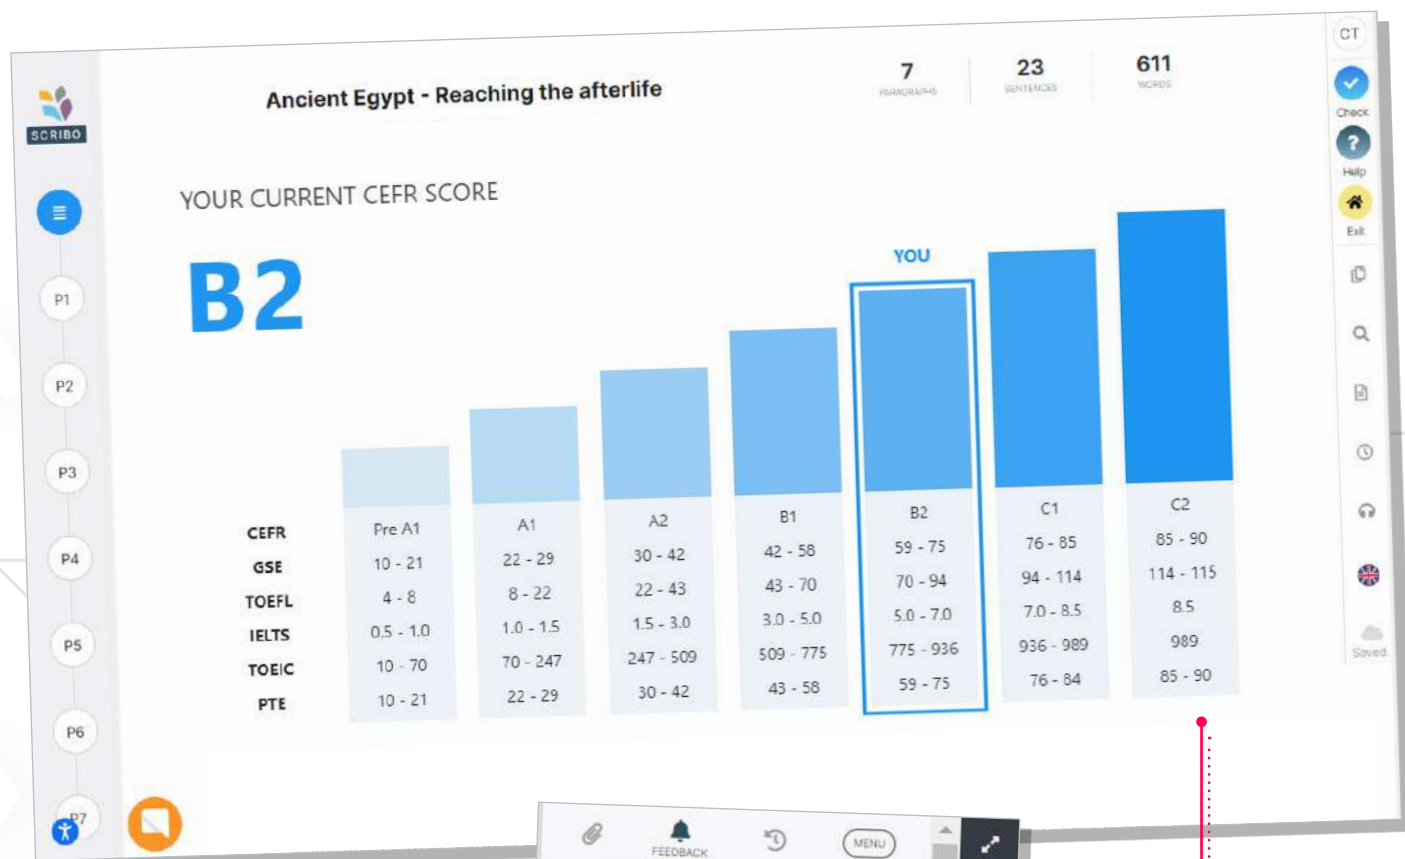 SCRIBO
Ancient Egypt - Reaching the afterlife
7
PARAGRAPHS
23
SENTENCES
611
WORDS
CT
Check
?
Help
Exit
YOUR CURRENT CEFR SCORE
B2
YOU
P1
P2
P3
P4
P5
P6
P7
CEFR Pre A1 A1 A2 B1 B2 C1 C2
GSE 10 - 21 22 - 29 30 - 42 42 - 58 59 - 75 76 - 85 85 - 90
TOEFL 4 - 8 8 - 22 22 - 43 43 - 70 70 - 94 94 - 114 114 - 115
IELTS 0.5 - 1.0 1.0 - 1.5 1.5 - 3.0 3.0 - 5.0 5.0 - 7.0 7.0 - 8.5 8.5
TOEIC 10 - 70 70 - 247 247 - 509 509 - 775 775 - 936 936 - 989 989
PTE 10 - 21 22 - 29 30 - 42 43 - 58 59 - 75 76 - 84 85 - 90
Saved
FEEDBACK
MENU